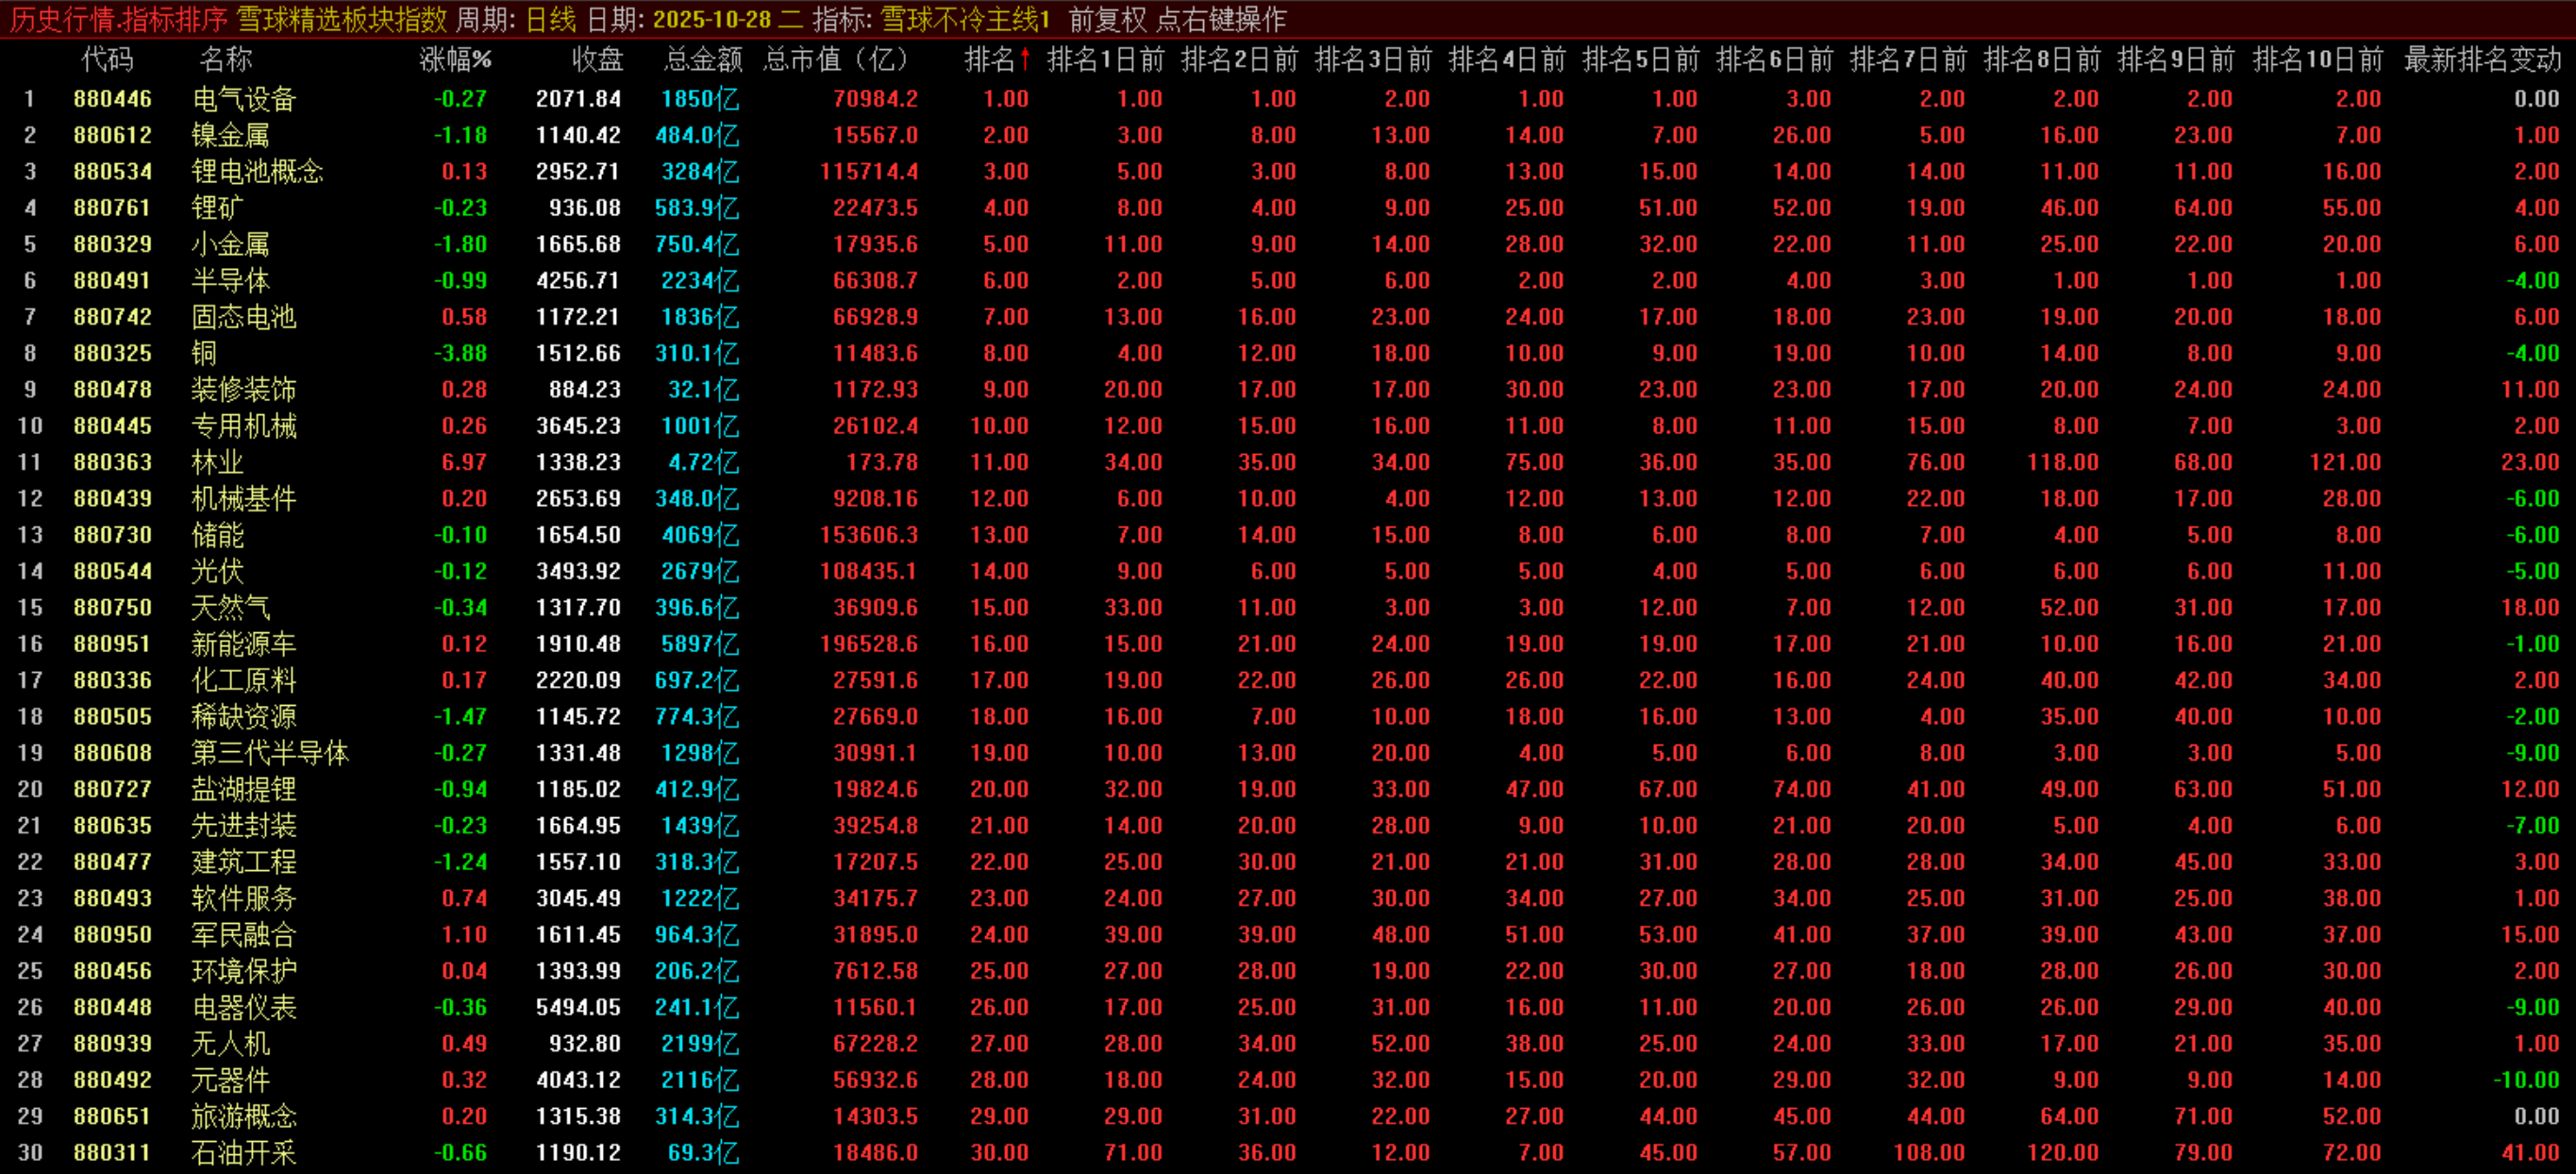 历史行情.指标排序 雪球精选板块指数 周期: 日线 日期: 2025-10-28 二 指标: 雪球不冷主线1 前复权 点右键操作
代码 名称 涨幅% 收盘 总金额 总市值（亿） 排名↑ 排名1日前 排名2日前 排名3日前 排名4日前 排名5日前 排名6日前 排名7日前 排名8日前 排名9日前 排名10日前 最新排名变动
1 880446 电气设备 -0.27 2071.84 1850亿 70984.2 1.00 1.00 1.00 2.00 1.00 1.00 3.00 2.00 2.00 2.00 2.00 0.00
2 880612 镍金属 -1.18 1140.42 484.0亿 15567.0 2.00 3.00 8.00 13.00 14.00 7.00 26.00 5.00 16.00 23.00 7.00 1.00
3 880534 锂电池概念 0.13 2952.71 3284亿 115714.4 3.00 5.00 3.00 8.00 13.00 15.00 14.00 14.00 11.00 11.00 16.00 2.00
4 880761 锂矿 -0.23 936.08 583.9亿 22473.5 4.00 8.00 4.00 9.00 25.00 51.00 52.00 19.00 46.00 64.00 55.00 4.00
5 880329 小金属 -1.80 1665.68 750.4亿 17935.6 5.00 11.00 9.00 14.00 28.00 32.00 22.00 11.00 25.00 22.00 20.00 6.00
6 880491 半导体 -0.99 4256.71 2234亿 66308.7 6.00 2.00 5.00 6.00 2.00 2.00 4.00 3.00 1.00 1.00 1.00 -4.00
7 880742 固态电池 0.58 1172.21 1836亿 66928.9 7.00 13.00 16.00 23.00 24.00 17.00 18.00 23.00 19.00 20.00 18.00 6.00
8 880325 铜 -3.88 1512.66 310.1亿 11483.6 8.00 4.00 12.00 18.00 10.00 9.00 19.00 10.00 14.00 8.00 9.00 -4.00
9 880478 装修装饰 0.28 884.23 32.1亿 1172.93 9.00 20.00 17.00 17.00 30.00 23.00 23.00 17.00 20.00 24.00 24.00 11.00
10 880445 专用机械 0.26 3645.23 1001亿 26102.4 10.00 12.00 15.00 16.00 11.00 8.00 11.00 15.00 8.00 7.00 3.00 2.00
11 880363 林业 6.97 1338.23 4.72亿 173.78 11.00 34.00 35.00 34.00 75.00 36.00 35.00 76.00 118.00 68.00 121.00 23.00
12 880439 机械基件 0.20 2653.69 348.0亿 9208.16 12.00 6.00 10.00 4.00 12.00 13.00 12.00 22.00 18.00 17.00 28.00 -6.00
13 880730 储能 -0.10 1654.50 4069亿 153606.3 13.00 7.00 14.00 15.00 8.00 6.00 8.00 7.00 4.00 5.00 8.00 -6.00
14 880544 光伏 -0.12 3493.92 2679亿 108435.1 14.00 9.00 6.00 5.00 5.00 4.00 5.00 6.00 6.00 6.00 11.00 -5.00
15 880750 天然气 -0.34 1317.70 396.6亿 36909.6 15.00 33.00 11.00 3.00 3.00 12.00 7.00 12.00 52.00 31.00 17.00 18.00
16 880951 新能源车 0.12 1910.48 5897亿 196528.6 16.00 15.00 21.00 24.00 19.00 19.00 17.00 21.00 10.00 16.00 21.00 -1.00
17 880336 化工原料 0.17 2220.09 697.2亿 27591.6 17.00 19.00 22.00 26.00 26.00 22.00 16.00 24.00 40.00 42.00 34.00 2.00
18 880505 稀缺资源 -1.47 1145.72 774.3亿 27669.0 18.00 16.00 7.00 10.00 18.00 16.00 13.00 4.00 35.00 40.00 10.00 -2.00
19 880608 第三代半导体 -0.27 1331.48 1298亿 30991.1 19.00 10.00 13.00 20.00 4.00 5.00 6.00 8.00 3.00 3.00 5.00 -9.00
20 880727 盐湖提锂 -0.94 1185.02 412.9亿 19824.6 20.00 32.00 19.00 33.00 47.00 67.00 74.00 41.00 49.00 63.00 51.00 12.00
21 880635 先进封装 -0.23 1664.95 1439亿 39254.8 21.00 14.00 20.00 28.00 9.00 10.00 21.00 20.00 5.00 4.00 6.00 -7.00
22 880477 建筑工程 -1.24 1557.10 318.3亿 17207.5 22.00 25.00 30.00 21.00 21.00 31.00 28.00 28.00 34.00 45.00 33.00 3.00
23 880493 软件服务 0.74 3045.49 1222亿 34175.7 23.00 24.00 27.00 30.00 34.00 27.00 34.00 25.00 31.00 25.00 38.00 1.00
24 880950 军民融合 1.10 1611.45 964.3亿 31895.0 24.00 39.00 39.00 48.00 51.00 53.00 41.00 37.00 39.00 43.00 37.00 15.00
25 880456 环境保护 0.04 1393.99 206.2亿 7612.58 25.00 27.00 28.00 19.00 22.00 30.00 27.00 18.00 28.00 26.00 30.00 2.00
26 880448 电器仪表 -0.36 5494.05 241.1亿 11560.1 26.00 17.00 25.00 31.00 16.00 11.00 20.00 26.00 26.00 29.00 40.00 -9.00
27 880939 无人机 0.49 932.80 2199亿 67228.2 27.00 28.00 34.00 52.00 38.00 25.00 24.00 33.00 17.00 21.00 35.00 1.00
28 880492 元器件 0.32 4043.12 2116亿 56932.6 28.00 18.00 24.00 32.00 15.00 20.00 29.00 32.00 9.00 9.00 14.00 -10.00
29 880651 旅游概念 0.20 1315.38 314.3亿 14303.5 29.00 29.00 31.00 22.00 27.00 44.00 45.00 44.00 64.00 71.00 52.00 0.00
30 880311 石油开采 -0.66 1190.12 69.3亿 18486.0 30.00 71.00 36.00 12.00 7.00 45.00 57.00 108.00 120.00 79.00 72.00 41.00